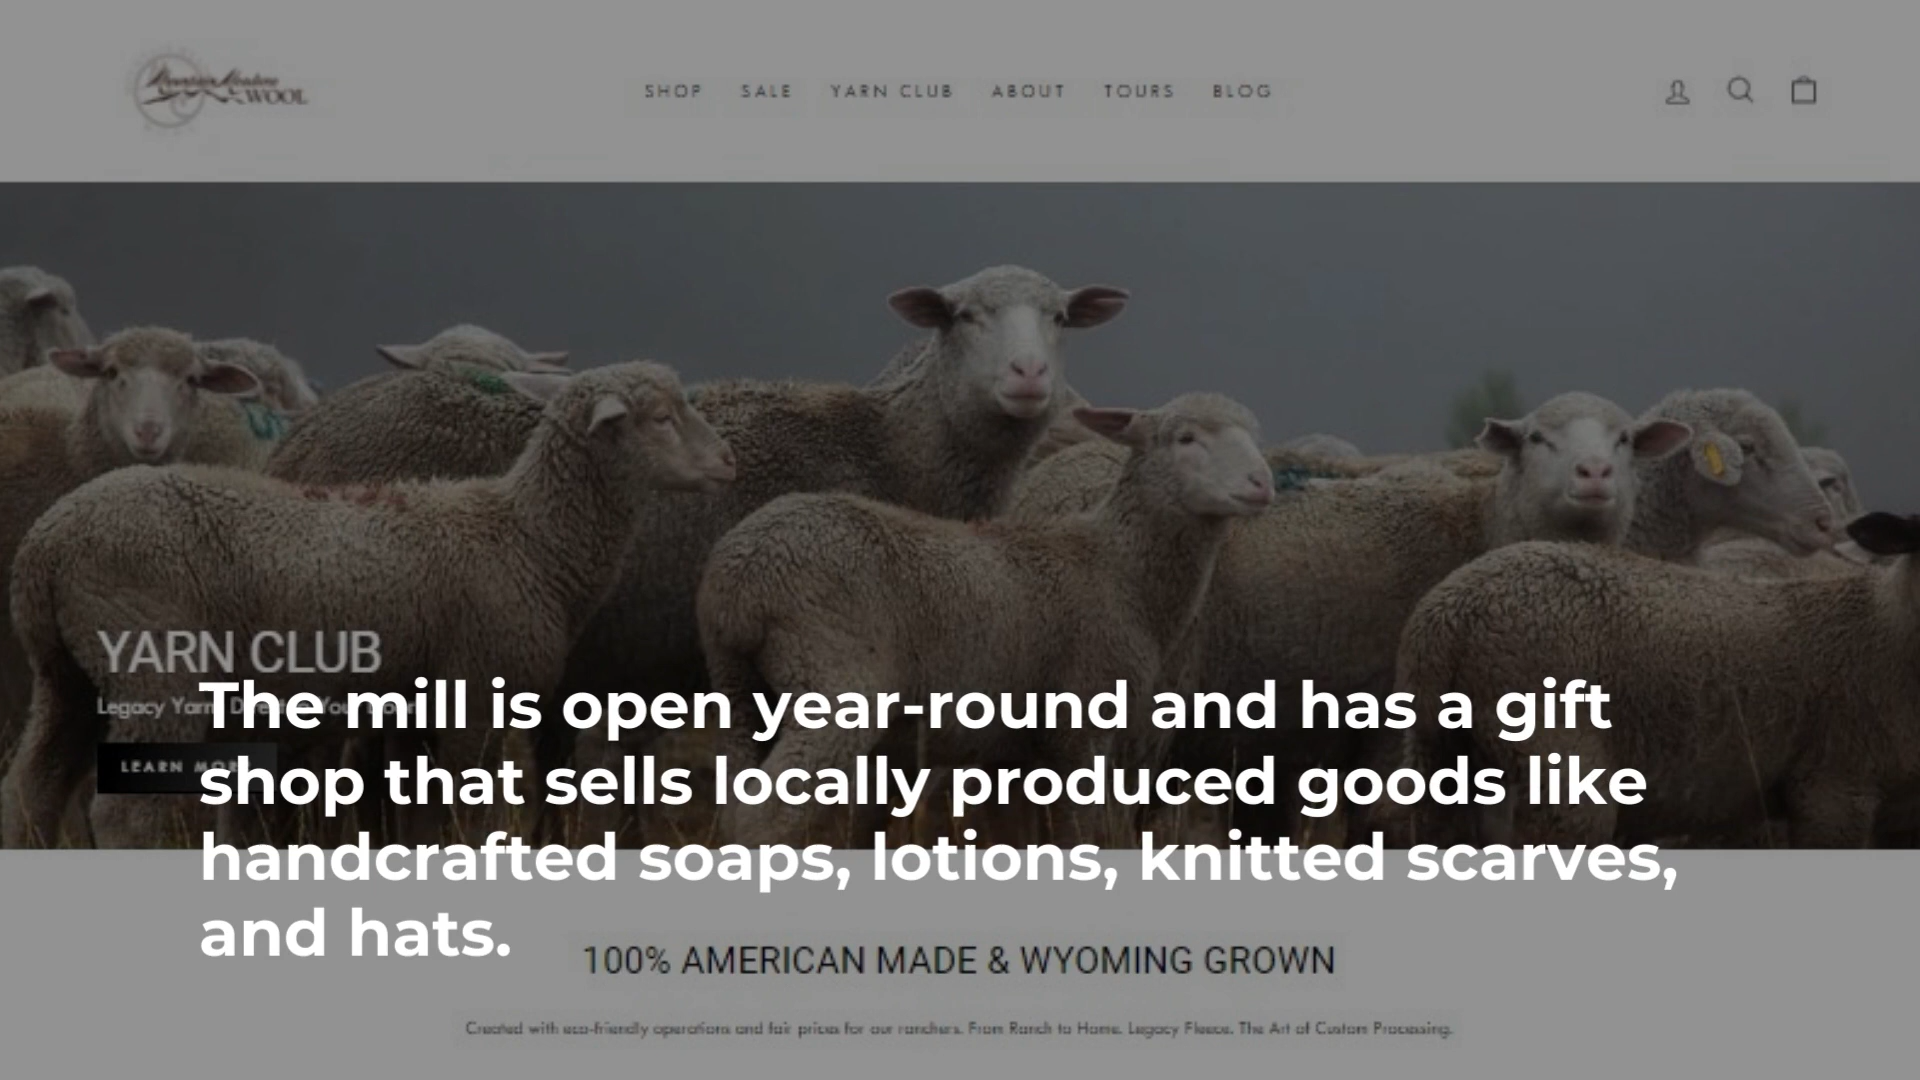 WOOL
SHOP SALE YARN CLUB ABOUT TOURS BLOG
YARN CLUB
Legacy Yarn
LEARN
The mill is open year-round and has a gift
shop that sells locally produced goods like
handcrafted soaps, lotions, knitted scarves,
and hats.
100% AMERICAN MADE & WYOMING GROWN
Created with eco-friendly operations and fair prices for our ranchers. From Ranch to Home. Legacy Fleece. The Art of Custom Processing.